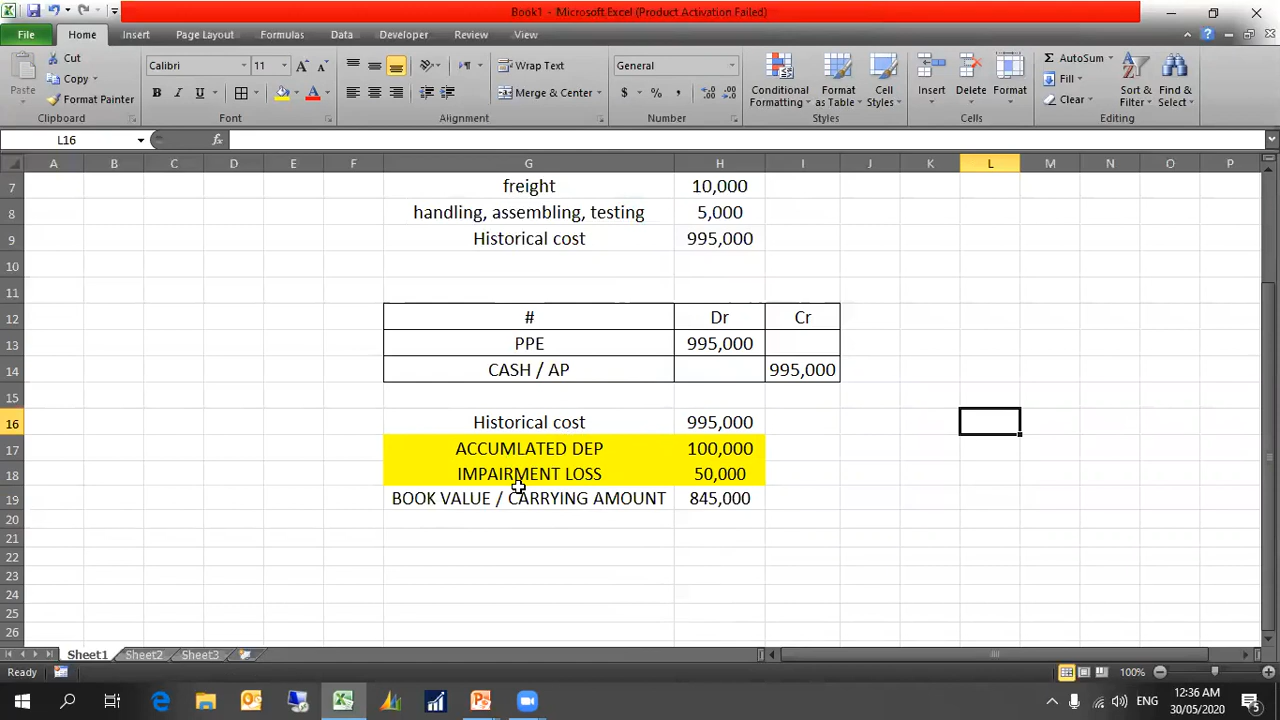 Book1 - Microsoft Excel (Product Activation Failed)
File Home Insert Page Layout Formulas Data Developer Review View
Paste
Cut
Copy
Format Painter
Clipboard
Calibri 11
B I U
Font
Wrap Text
Merge & Center
Alignment
General
$ % ,
Number
Conditional Formatting
Format as Table
Cell Styles
Styles
Insert Delete Format
Cells
AutoSum
Fill
Clear
Sort & Filter
Find & Select
Editing
L16 fx
A B C D E F G H I J K L M N O P
7 freight 10,000
8 handling, assembling, testing 5,000
9 Historical cost 995,000
10
11
12 # Dr Cr
13 PPE 995,000
14 CASH / AP 995,000
15
16 Historical cost 995,000
17 ACCUMLATED DEP 100,000
18 IMPAIRMENT LOSS 50,000
19 BOOK VALUE / CARRYING AMOUNT 845,000
20
21
22
23
24
25
26
Sheet1 Sheet2 Sheet3
Ready 100%
ENG 12:36 AM
30/05/2020 5